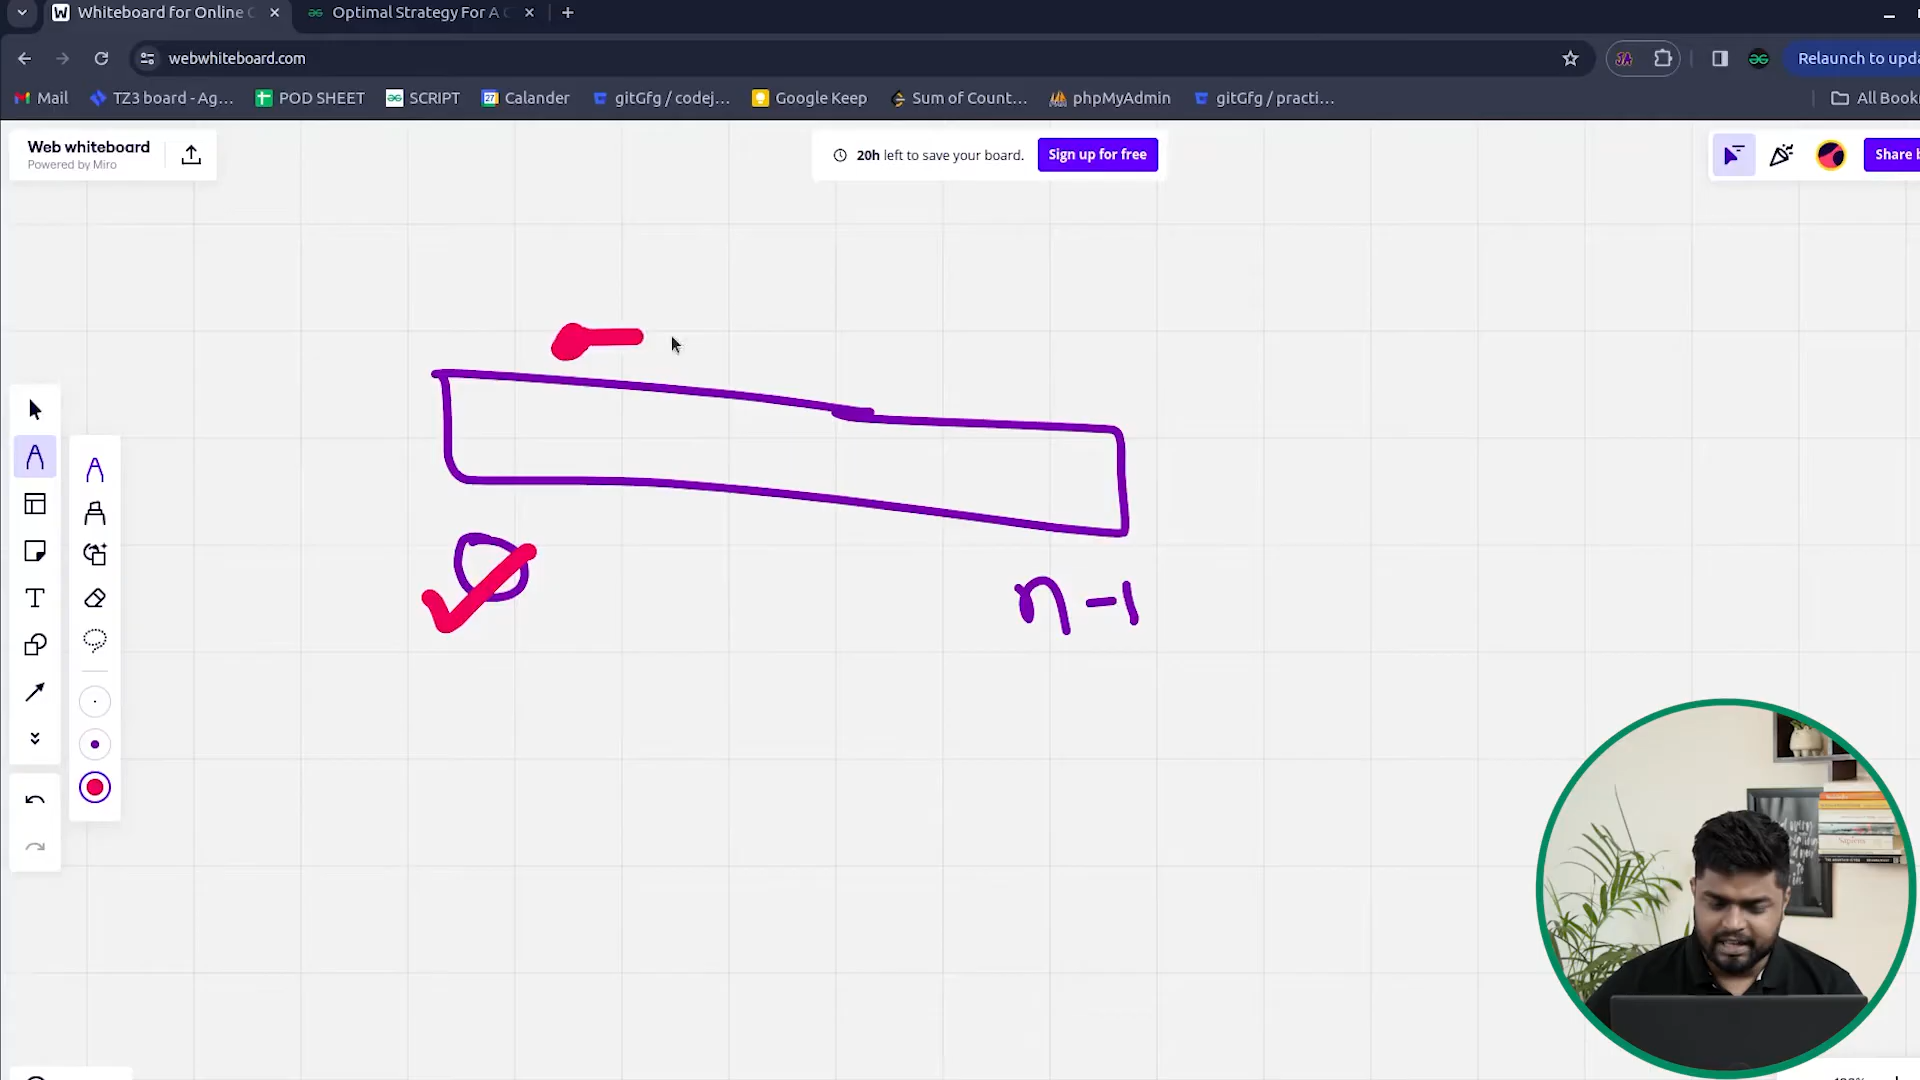 Whiteboard for Online C
Optimal Strategy For A C
webwhiteboard.com
Relaunch to upda
Mail
TZ3 board - Ag...
POD SHEET
SCRIPT
Calander
gitGfg / codej...
Google Keep
Sum of Count...
phpMyAdmin
gitGfg / practi...
All Book
Web whiteboard
Powered by Miro
20h left to save your board.
Sign up for free
Share b
0
n-1